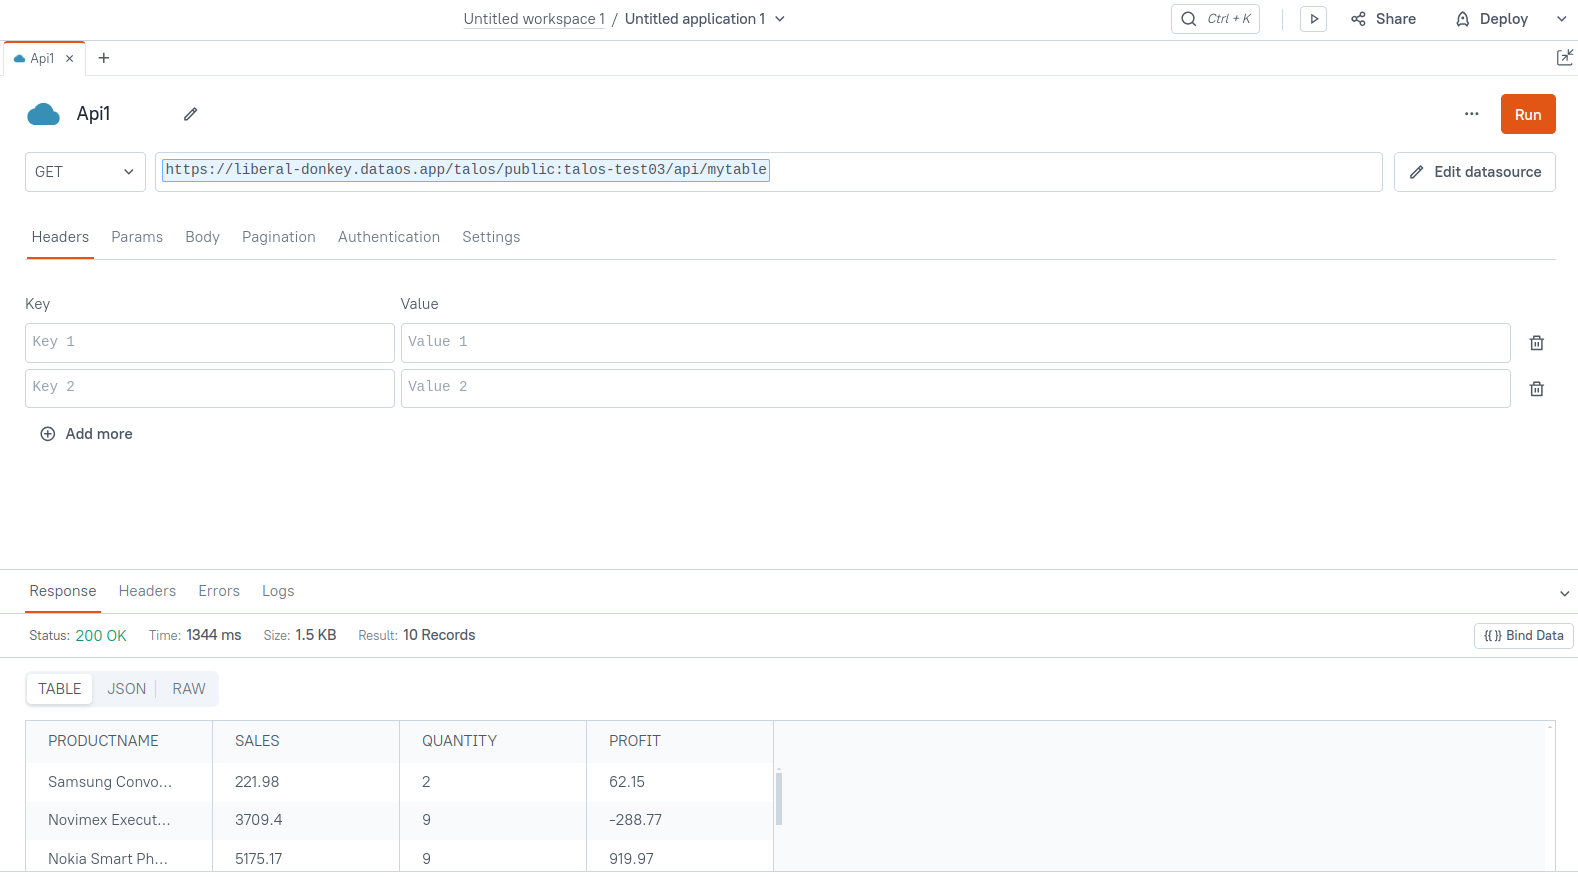 Untitled workspace 1 / Untitled application 1
Ctrl + K
Share
Deploy
Api1
Api1
Run
GET
https://liberal-donkey.dataos.app/talos/public:talos-test03/api/mytable
Edit datasource
Headers Params Body Pagination Authentication Settings
Key Value
Key 1 Value 1
Key 2 Value 2
Add more
Response Headers Errors Logs
Status: 200 OK Time: 1344 ms Size: 1.5 KB Result: 10 Records
{{ }} Bind Data
TABLE JSON RAW
PRODUCTNAME SALES QUANTITY PROFIT
Samsung Convo... 221.98 2 62.15
Novimex Execut... 3709.4 9 -288.77
Nokia Smart Ph... 5175.17 9 919.97